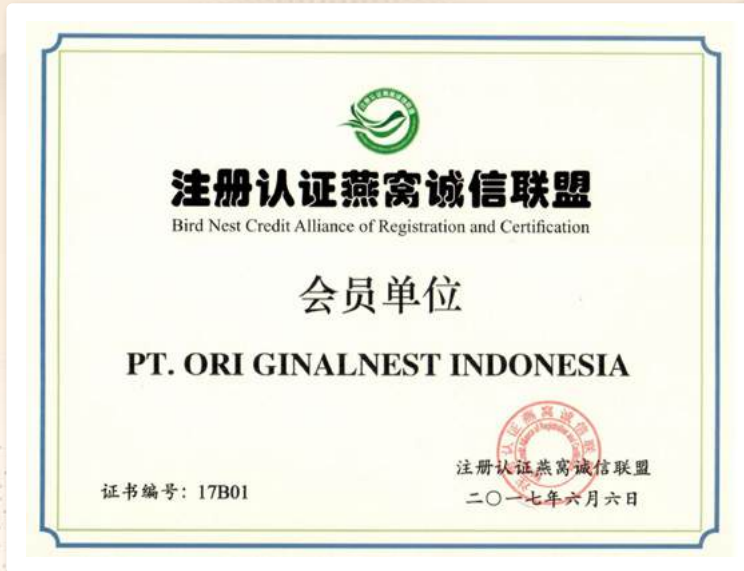 注册认证燕窝诚信联盟
Bird Nest Credit Alliance of Registration and Certification
会员单位
PT. ORI GINALNEST INDONESIA
注册认证燕窝诚信联盟
证书编号：17B01
二〇一七年六月六日